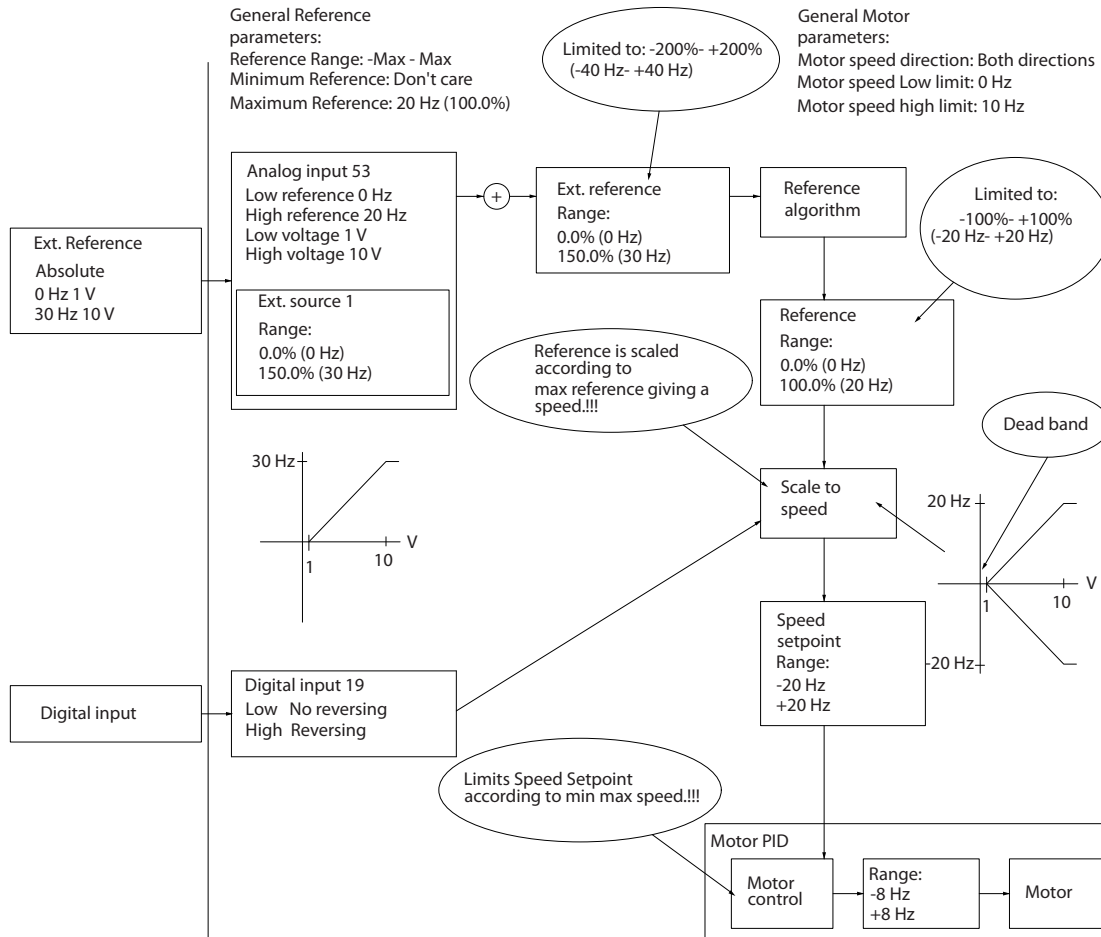 General Reference
parameters:
Reference Range: -Max - Max
Minimum Reference: Don't care
Maximum Reference: 20 Hz (100.0%)
Limited to: -200%- +200%
(-40 Hz- +40 Hz)
General Motor
parameters:
Motor speed direction: Both directions
Motor speed Low limit: 0 Hz
Motor speed high limit: 10 Hz
Ext. Reference
Absolute
0 Hz 1 V
30 Hz 10 V
Analog input 53
Low reference 0 Hz
High reference 20 Hz
Low voltage 1 V
High voltage 10 V
Ext. source 1
Range:
0.0% (0 Hz)
150.0% (30 Hz)
+
Ext. reference
Range:
0.0% (0 Hz)
150.0% (30 Hz)
Reference
algorithm
Limited to:
-100%- +100%
(-20 Hz- +20 Hz)
Reference
Range:
0.0% (0 Hz)
100.0% (20 Hz)
Reference is scaled
according to
max reference giving a
speed.!!!
Dead band
30 Hz
1
10
V
Scale to
speed
20 Hz
1
10
V
-20 Hz
Speed
setpoint
Range:
-20 Hz
+20 Hz
Digital input
Digital input 19
Low No reversing
High Reversing
Limits Speed Setpoint
according to min max speed.!!!
Motor PID
Motor
control
Range:
-8 Hz
+8 Hz
Motor